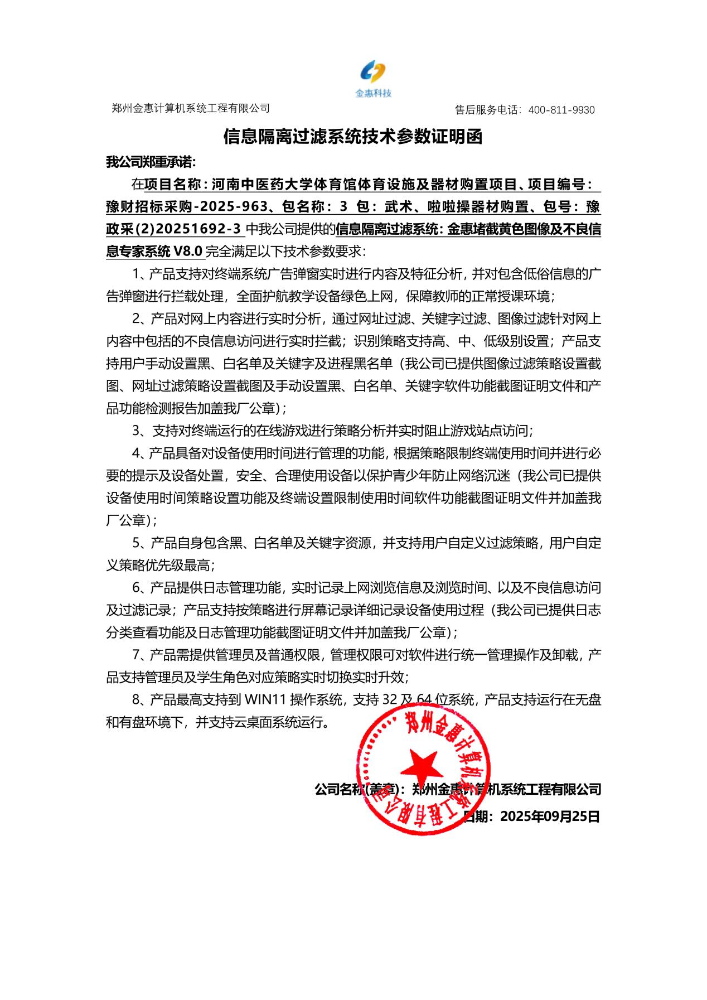 金惠科技
郑州金惠计算机系统工程有限公司 售后服务电话：400-811-9930
信息隔离过滤系统技术参数证明函
我公司郑重承诺：
在项目名称：河南中医药大学体育馆体育设施及器材购置项目、项目编号：
豫财招标采购-2025-963、包名称：3 包：武术、啦啦操器材购置、包号：豫
政采(2)20251692-3 中我公司提供的信息隔离过滤系统：金惠堵截黄色图像及不良信
息专家系统 V8.0 完全满足以下技术参数要求：
1、产品支持对终端系统广告弹窗实时进行内容及特征分析，并对包含低俗信息的广
告弹窗进行拦载处理，全面护航教学设备绿色上网，保障教师的正常授课环境；
2、产品对网上内容进行实时分析，通过网址过滤、关键字过滤、图像过滤针对网上
内容中包括的不良信息访问进行实时拦截；识别策略支持高、中、低级别设置；产品支
持用户手动设置黑、白名单及关键字及进程黑名单（我公司已提供图像过滤策略设置截
图、网址过滤策略设置截图及手动设置黑、白名单、关键字软件功能截图证明文件和产
品功能检测报告加盖我厂公章）；
3、支持对终端运行的在线游戏进行策略分析并实时阻止游戏站点访问；
4、产品具备对设备使用时间进行管理的功能，根据策略限制终端使用时间并进行必
要的提示及设备处置，安全、合理使用设备以保护青少年防止网络沉迷（我公司已提供
设备使用时间策略设置功能及终端设置限制使用时间软件功能截图证明文件并加盖我
厂公章）；
5、产品自身包含黑、白名单及关键字资源，并支持用户自定义过滤策略，用户自定
义策略优先级最高；
6、产品提供日志管理功能，实时记录上网浏览信息及浏览时间、以及不良信息访问
及过滤记录；产品支持按策略进行屏幕记录详细记录设备使用过程（我公司已提供日志
分类查看功能及日志管理功能截图证明文件并加盖我厂公章）；
7、产品需提供管理员及普通权限，管理权限可对软件进行统一管理操作及卸载，产
品支持管理员及学生角色对应策略实时切换实时升效；
8、产品最高支持到 WIN11 操作系统，支持 32 及 64 位系统，产品支持运行在无盘
和有盘环境下，并支持云桌面系统运行。
郑州金惠计算机系统工程有限公司
公司名称(盖章)：郑州金惠计算机系统工程有限公司
日期：2025年09月25日